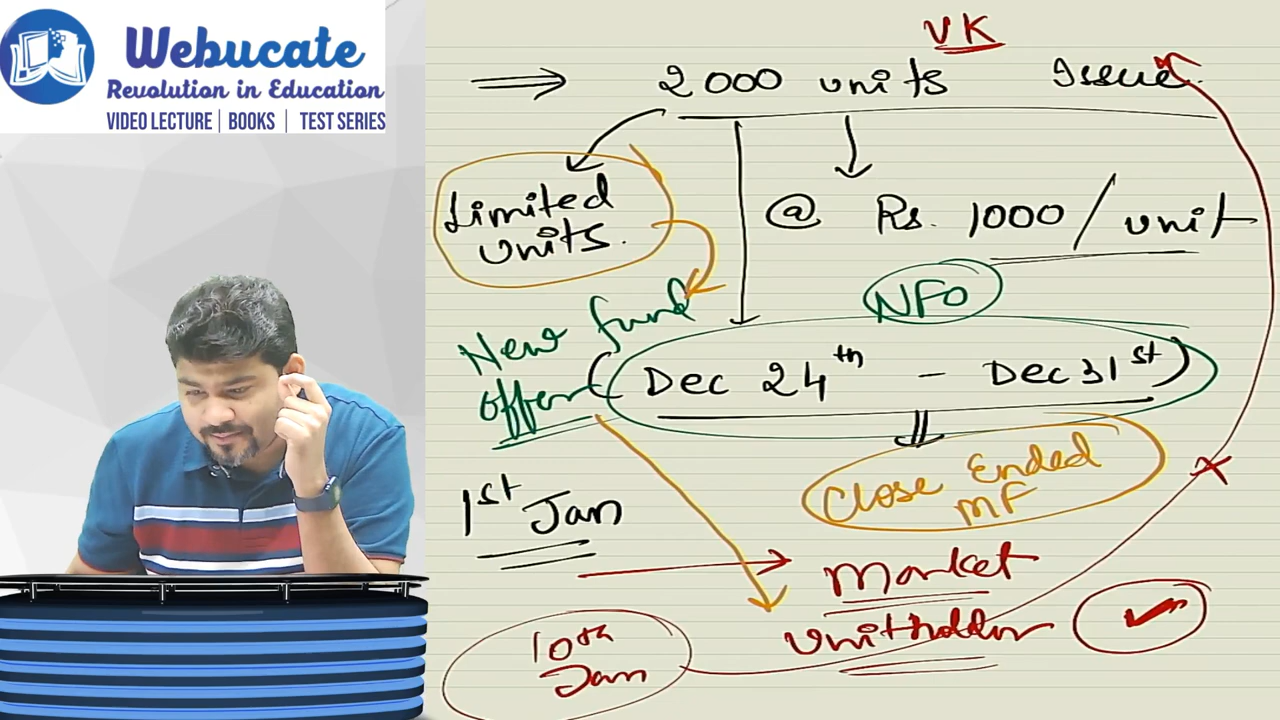 Webucate
Revolution in Education
VIDEO LECTURE | BOOKS | TEST SERIES
VK
⇒ 2000 units Issue
Limited
units.
@ Rs. 1000 / unit
NFO
New fund
offer
(Dec 24th - Dec 31st)
Close Ended
MF
1st Jan
→ Market
Unitholder
10th
Jan